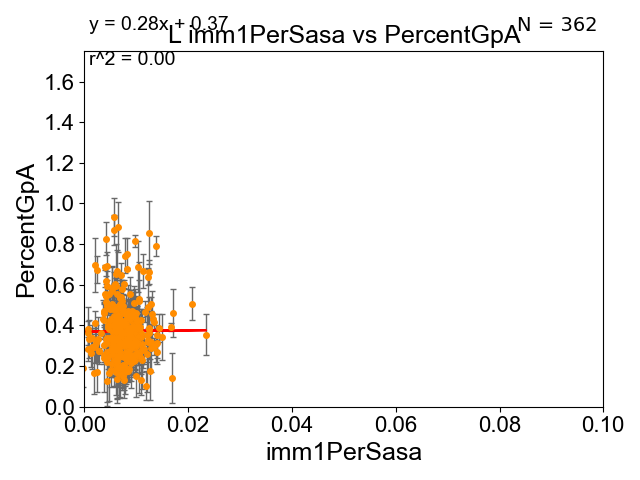 y = 0.28x + 0.37
L imm1PerSasa vs PercentGpA
N = 362
r^2 = 0.00
PercentGpA
1.6
1.4
1.2
1.0
0.8
0.6
0.4
0.2
0.0
0.00 0.02 0.04 0.06 0.08 0.10
imm1PerSasa